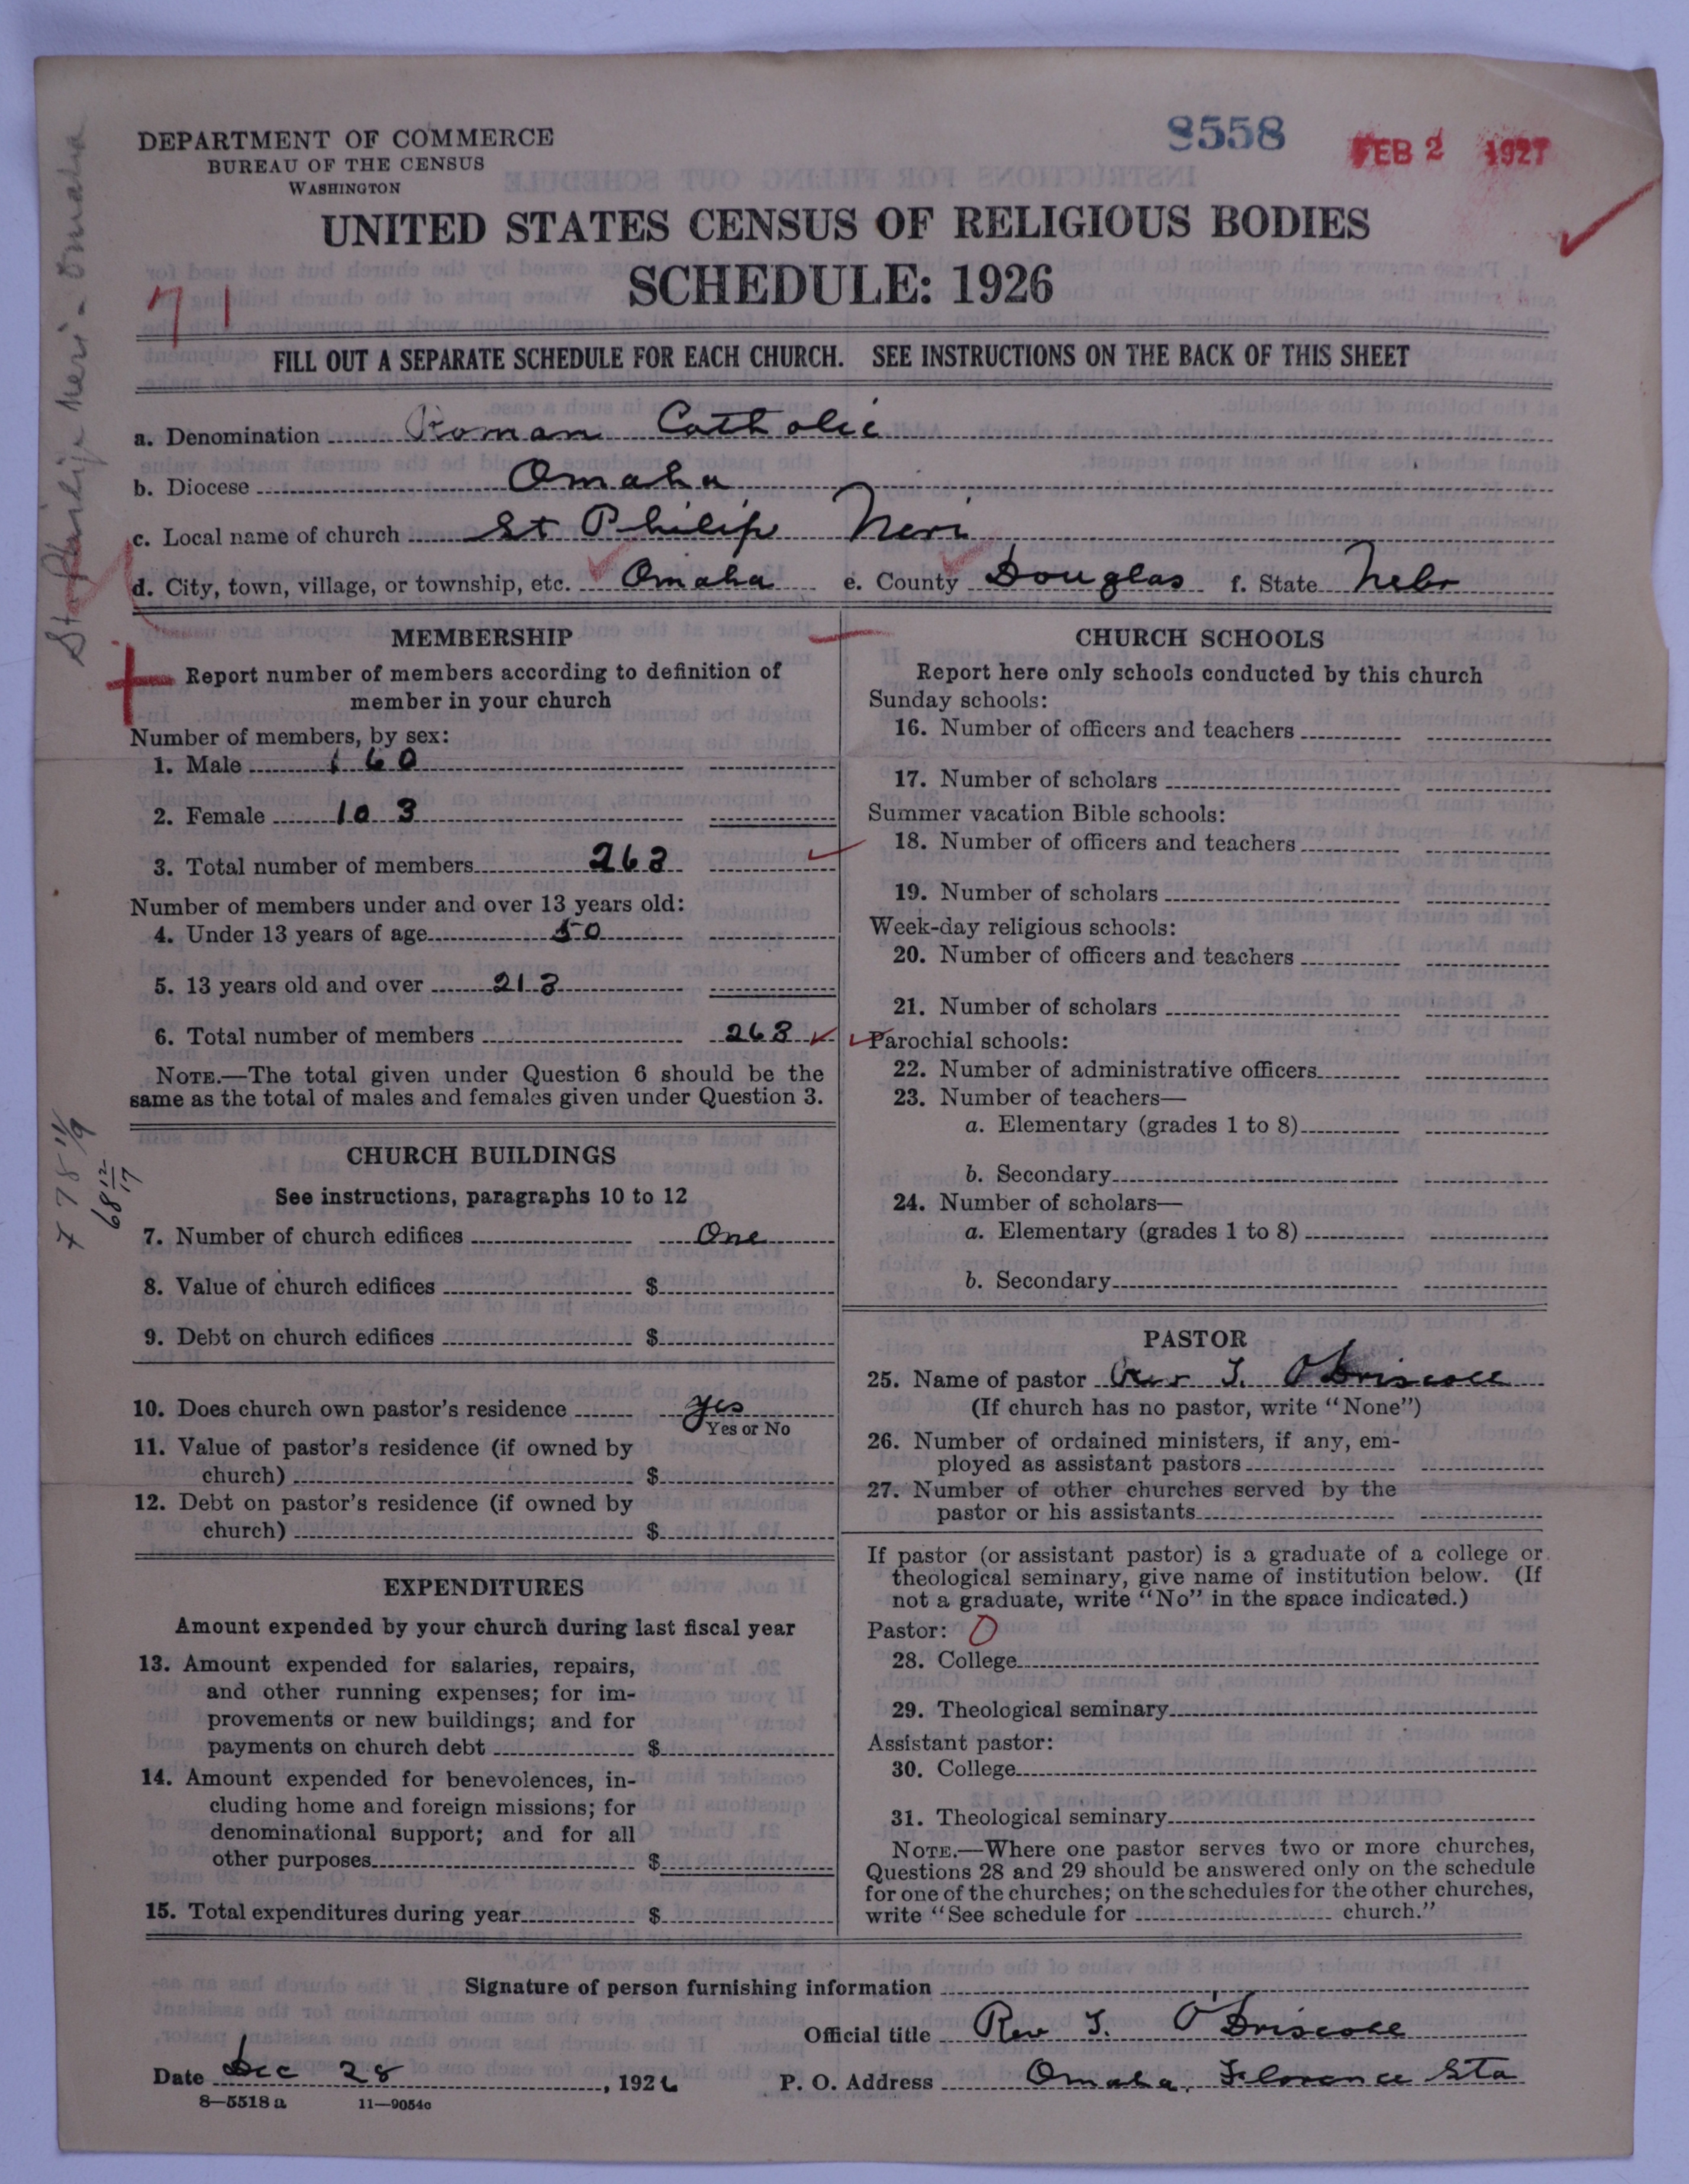 DEPARTMENT OF COMMERCE
BUREAU OF THE CENSUS
WASHINGTON
8558
FEB 2 1927
UNITED STATES CENSUS OF RELIGIOUS BODIES
SCHEDULE: 1926
71
FILL OUT A SEPARATE SCHEDULE FOR EACH CHURCH. SEE INSTRUCTIONS ON THE BACK OF THIS SHEET
St Philip Neri - Omaha
a. Denomination Roman Catholic
b. Diocese Omaha
c. Local name of church St Philip Neri
d. City, town, village, or township, etc. Omaha e. County Douglas f. State Nebr
MEMBERSHIP
Report number of members according to definition of
member in your church
Number of members, by sex:
1. Male 160
2. Female 103
3. Total number of members 263
Number of members under and over 13 years old:
4. Under 13 years of age 50
5. 13 years old and over 213
6. Total number of members 263
NOTE.—The total given under Question 6 should be the
same as the total of males and females given under Question 3.
78 11/9
68 12/17
CHURCH BUILDINGS
See instructions, paragraphs 10 to 12
7. Number of church edifices One
8. Value of church edifices $
9. Debt on church edifices $
10. Does church own pastor's residence yes
Yes or No
11. Value of pastor's residence (if owned by
church) $
12. Debt on pastor's residence (if owned by
church) $
EXPENDITURES
Amount expended by your church during last fiscal year
13. Amount expended for salaries, repairs,
and other running expenses; for im-
provements or new buildings; and for
payments on church debt $
14. Amount expended for benevolences, in-
cluding home and foreign missions; for
denominational support; and for all
other purposes $
15. Total expenditures during year $
CHURCH SCHOOLS
Report here only schools conducted by this church
Sunday schools:
16. Number of officers and teachers
17. Number of scholars
Summer vacation Bible schools:
18. Number of officers and teachers
19. Number of scholars
Week-day religious schools:
20. Number of officers and teachers
21. Number of scholars
Parochial schools:
22. Number of administrative officers
23. Number of teachers—
a. Elementary (grades 1 to 8)
b. Secondary
24. Number of scholars—
a. Elementary (grades 1 to 8)
b. Secondary
PASTOR
25. Name of pastor Rev J. O'Driscoll
(If church has no pastor, write "None")
26. Number of ordained ministers, if any, em-
ployed as assistant pastors
27. Number of other churches served by the
pastor or his assistants
If pastor (or assistant pastor) is a graduate of a college or
theological seminary, give name of institution below. (If
not a graduate, write "No" in the space indicated.)
Pastor: 0
28. College
29. Theological seminary
Assistant pastor:
30. College
31. Theological seminary
NOTE.—Where one pastor serves two or more churches,
Questions 28 and 29 should be answered only on the schedule
for one of the churches; on the schedules for the other churches,
write "See schedule for church."
Signature of person furnishing information
Official title Rev J. O'Driscoll
Date Dec 28, 1926 P. O. Address Omaha, Florence Sta
8—5518a 11—9054c